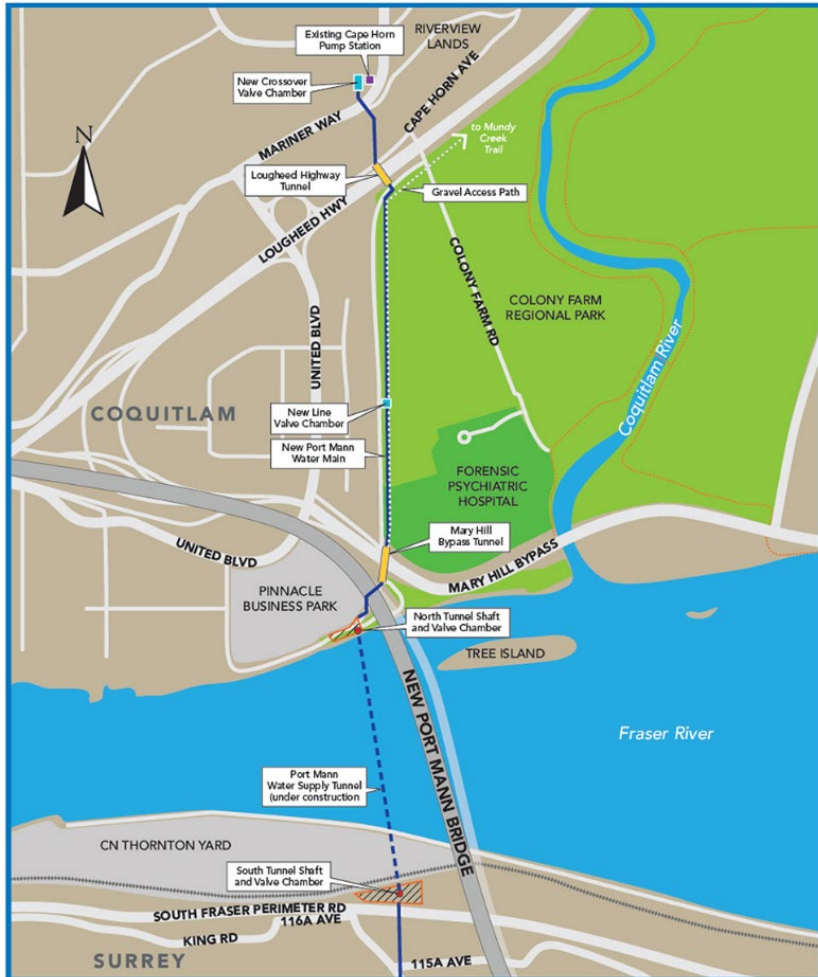 Existing Cape Horn
Pump Station
RIVERVIEW
LANDS
New Crossover
Valve Chamber
CAPE HORN AVE
MARINER WAY
N
to Mundy
Creek
Trail
Lougheed Highway
Tunnel
Gravel Access Path
LOUGHEED HWY
COLONY FARM RD
UNITED BLVD
COLONY FARM
REGIONAL PARK
Coquitlam River
COQUITLAM
New Line
Valve Chamber
New Port Mann
Water Main
FORENSIC
PSYCHIATRIC
HOSPITAL
Mary Hill
Bypass Tunnel
UNITED BLVD
MARY HILL BYPASS
PINNACLE
BUSINESS PARK
North Tunnel Shaft
and Valve Chamber
TREE ISLAND
NEW PORT MANN BRIDGE
Fraser River
Port Mann
Water Supply Tunnel
(under construction
CN THORNTON YARD
South Tunnel Shaft
and Valve Chamber
SOUTH FRASER PERIMETER RD
116A AVE
KING RD
SURREY
115A AVE